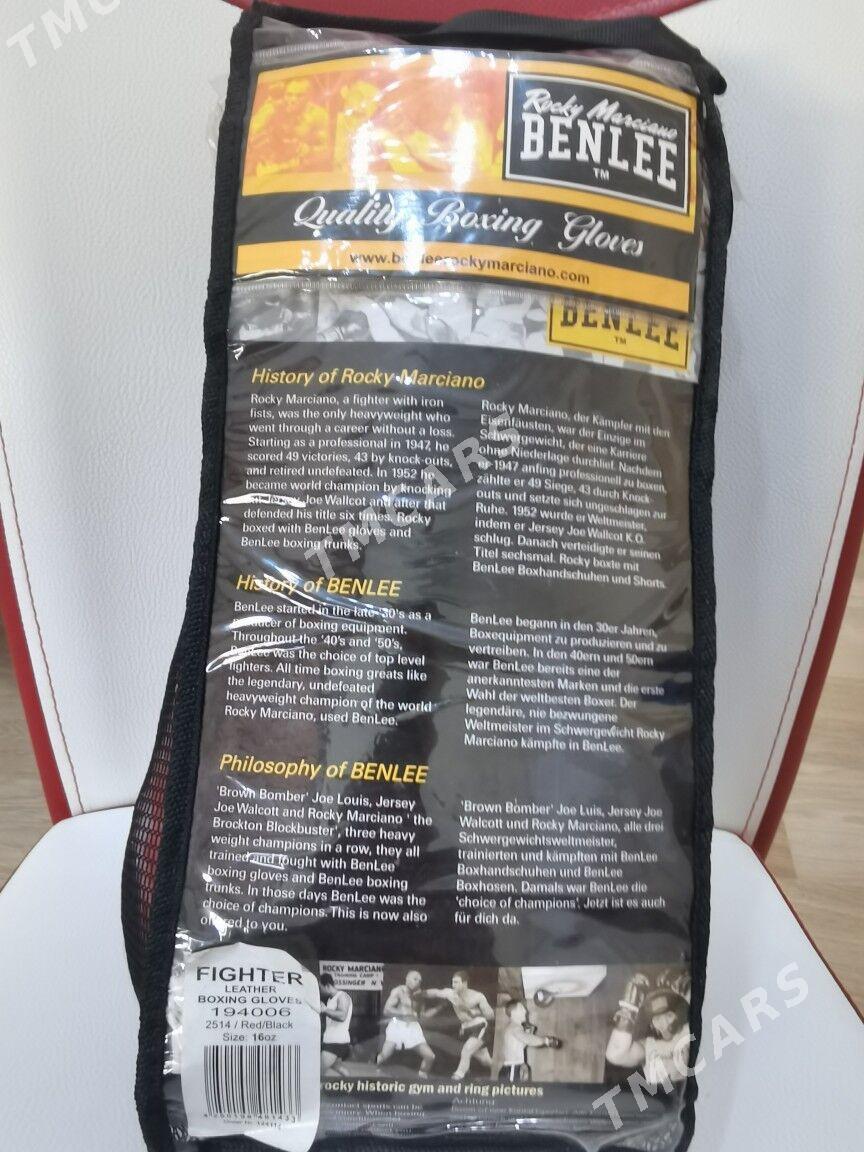 TMCARS
Rocky Marciano
BENLEE
TM
Quality Boxing Gloves
www.benleerockymarciano.com
BENLEE
TM
History of Rocky Marciano
Rocky Marciano, a fighter with iron
fists, was the only heavyweight who
went through a career without a loss.
Starting as a professional in 1947, he
scored 49 victories, 43 by knock-outs,
and retired undefeated. In 1952 he
became world champion by knocking
Joe Wallcot and after that
defended his title six times. Rocky
boxed with BenLee gloves and
BenLee boxing trunks.
Rocky Marciano, der Kämpfer mit den
Eisenfäusten, war der Einzige im
Schwergewicht, der eine Karriere
ohne Niederlage durchlief. Nachdem
er 1947 anfing professionell zu boxen,
zählte er 49 Siege, 43 durch Knock-
outs und setzte sich ungeschlagen zur
Ruhe. 1952 wurde er Weltmeister,
indem er Jersey Joe Wallcot K.O.
schlug. Danach verteidigte er seinen
Titel sechsmal. Rocky boxte mit
BenLee Boxhandschuhen und Shorts.
TMCARS
History of BENLEE
BenLee started in the late '30's as a
producer of boxing equipment.
Throughout the '40's and '50's,
BenLee was the choice of top level
fighters. All time boxing greats like
the legendary, undefeated
heavyweight champion of the world
Rocky Marciano, used BenLee.
BenLee begann in den 30er Jahren,
Boxequipment zu produzieren und zu
vertreiben. In den 40ern und 50ern
war BenLee bereits eine der
anerkanntesten Marken und die erste
Wahl der weltbesten Boxer. Der
legendäre, nie bezwungene
Weltmeister im Schwergewicht Rocky
Marciano kämpfte in BenLee.
Philosophy of BENLEE
'Brown Bomber' Joe Louis, Jersey
Joe Walcott and Rocky Marciano ' the
Brockton Blockbuster', three heavy
weight champions in a row, they all
trained and fought with BenLee
boxing gloves and BenLee boxing
trunks. In those days BenLee was the
choice of champions. This is now also
offered to you.
'Brown Bomber' Joe Luis, Jersey Joe
Walcott und Rocky Marciano, alle drei
Schwergewichtsweltmeister,
trainierten und kämpften mit BenLee
Boxhandschuhen und BenLee
Boxhosen. Damals war BenLee die
'choice of champions'. Jetzt ist es auch
für dich da.
FIGHTER
LEATHER
BOXING GLOVES
194006
2514 / Red/Black
Size: 16oz
ROCKY MARCIANO
TRAINING CAMP
rocky historic gym and ring pictures
Achtung
TMCARS